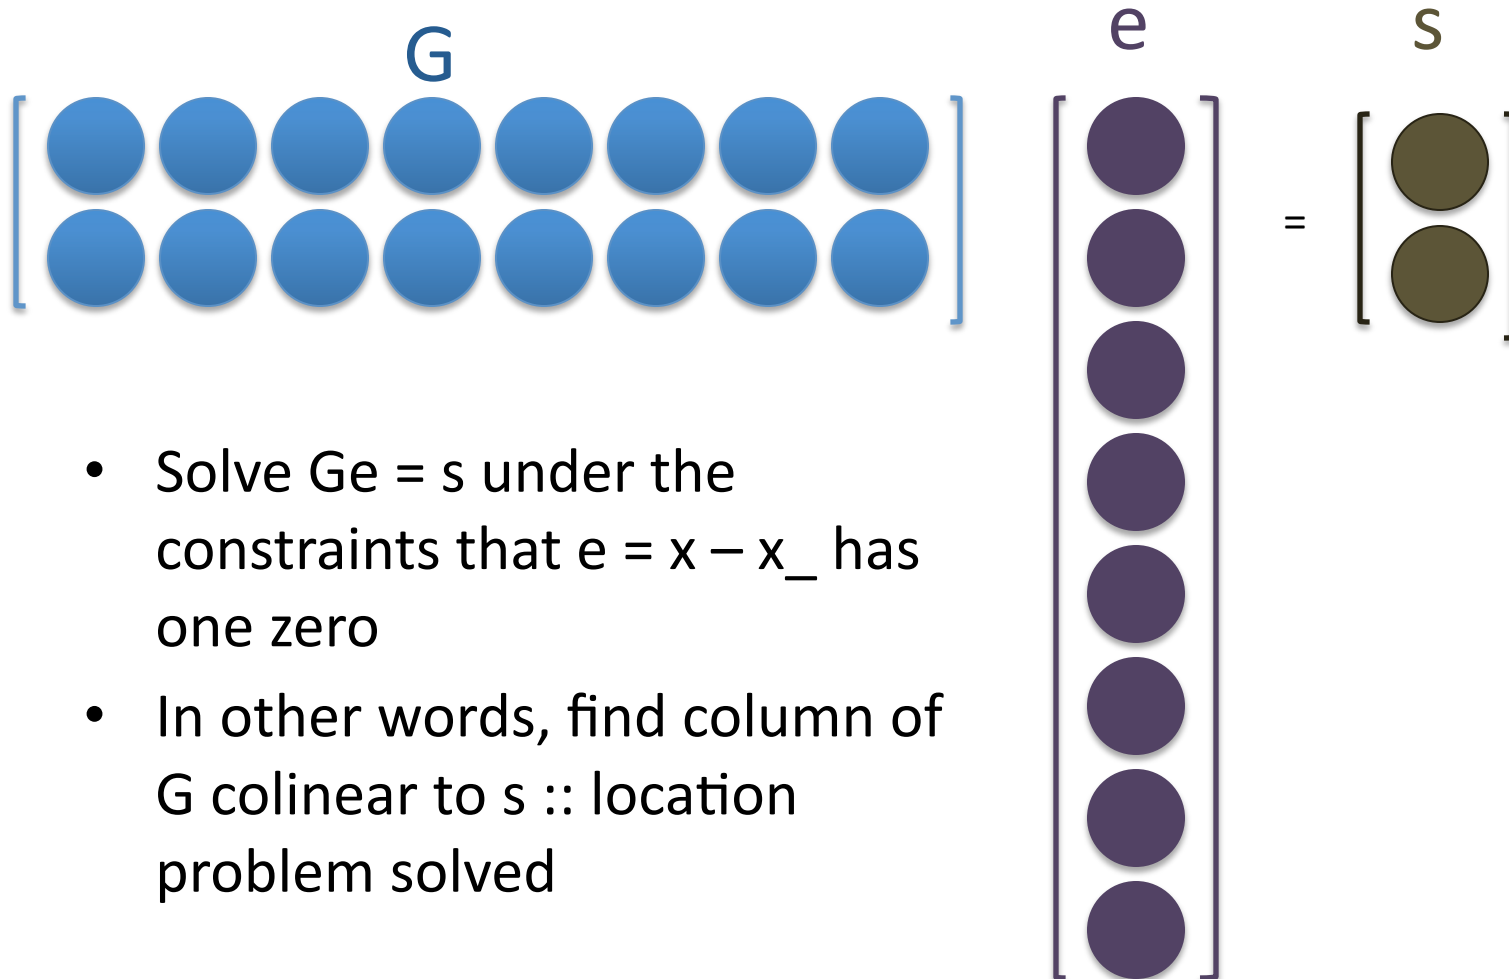 G
e
s
=
• Solve Ge = s under the
constraints that e = x – x_ has
one zero
• In other words, find column of
G colinear to s :: location
problem solved